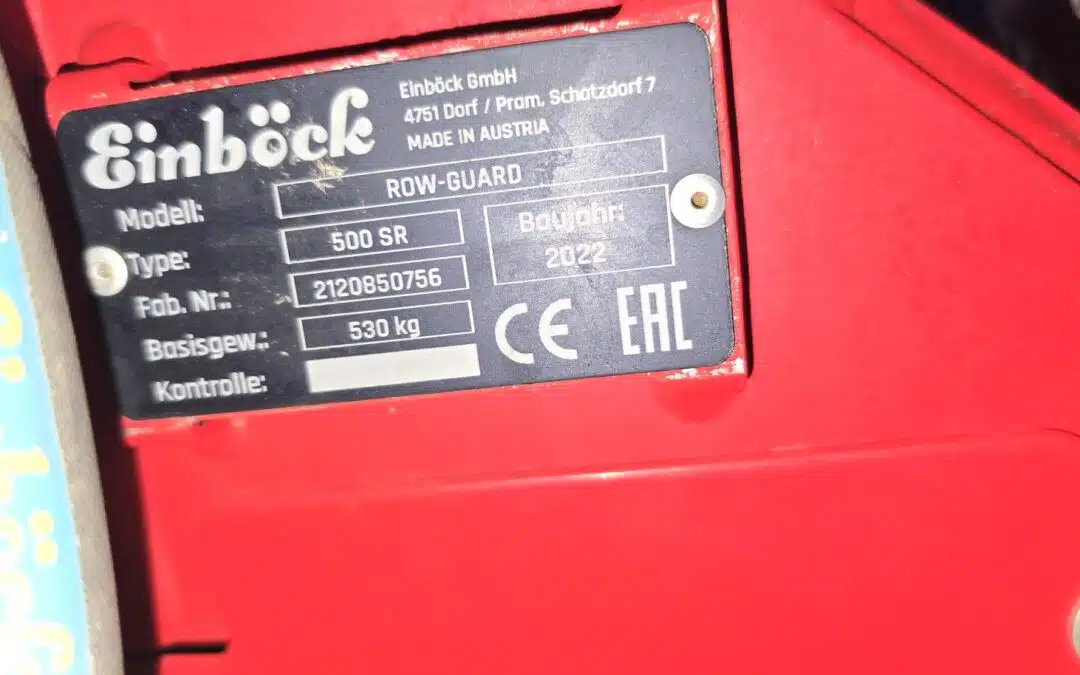 Einböck
Einböck GmbH
4751 Dorf / Pram, Schatzdorf 7
MADE IN AUSTRIA
Modell: ROW-GUARD
Type: 500 SR
Baujahr:
2022
Fab. Nr.: 2120850756
Basisgew.: 530 kg
Kontrolle:
CE EAC